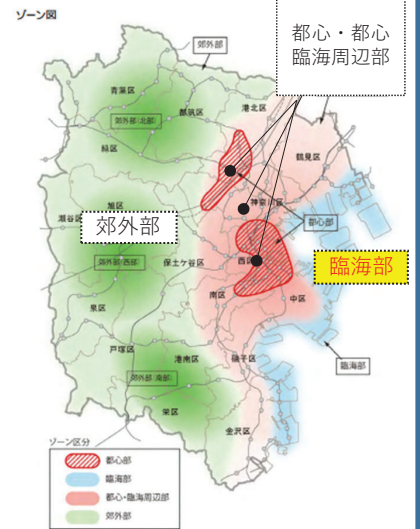 ゾーン図
都心・都心
臨海周辺部
郊外部
青葉区
都筑区
港北区
郊外部(北部)
緑区
鶴見区
旭区
神奈川区
瀬谷区
郊外部
都心部
西区
郊外部(西部)
保土ケ谷区
臨海部
南区
中区
泉区
戸塚区
港南区
磯子区
臨海部
郊外部(南部)
栄区
金沢区
ゾーン区分
都心部
臨海部
都心・臨海周辺部
郊外部